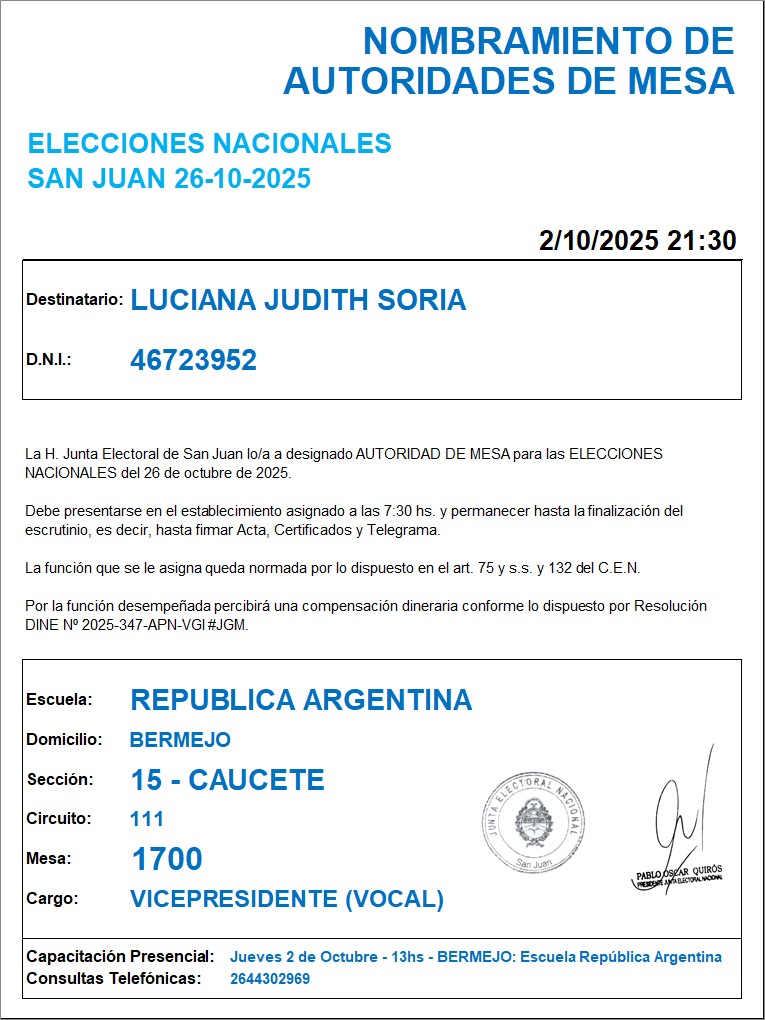 NOMBRAMIENTO DE
AUTORIDADES DE MESA
ELECCIONES NACIONALES
SAN JUAN 26-10-2025
2/10/2025 21:30
Destinatario: LUCIANA JUDITH SORIA
D.N.I.: 46723952
La H. Junta Electoral de San Juan lo/a a designado AUTORIDAD DE MESA para las ELECCIONES
NACIONALES del 26 de octubre de 2025.
Debe presentarse en el establecimiento asignado a las 7:30 hs. y permanecer hasta la finalización del
escrutinio, es decir, hasta firmar Acta, Certificados y Telegrama.
La función que se le asigna queda normada por lo dispuesto en el art. 75 y s.s. y 132 del C.E.N.
Por la función desempeñada percibirá una compensación dineraria conforme lo dispuesto por Resolución
DINE Nº 2025-347-APN-VGI#JGM.
Escuela: REPUBLICA ARGENTINA
Domicilio: BERMEJO
Sección: 15 - CAUCETE
Circuito: 111
Mesa: 1700
Cargo: VICEPRESIDENTE (VOCAL)
JUNTA ELECTORAL NACIONAL
San Juan
PABLO OSCAR QUIRÓS
PRESIDENTE JUNTA ELECTORAL NACIONAL
Capacitación Presencial: Jueves 2 de Octubre - 13hs - BERMEJO: Escuela República Argentina
Consultas Telefónicas: 2644302969